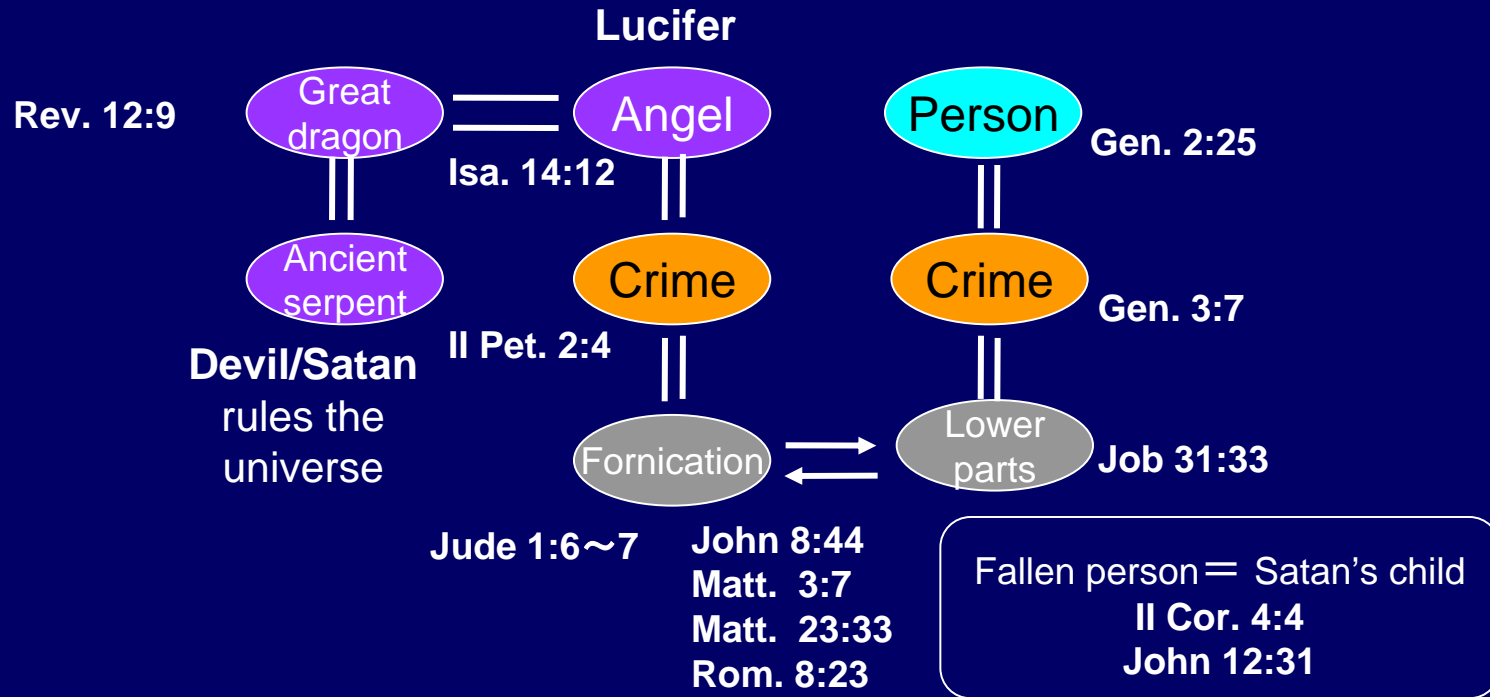 Lucifer
Great
dragon
Angel
Person
Rev. 12:9
Gen. 2:25
Isa. 14:12
Ancient
serpent
Crime
Crime
Gen. 3:7
II Pet. 2:4
Devil/Satan
rules the
universe
Fornication
Lower
parts
Job 31:33
Jude 1:6～7
John 8:44
Matt. 3:7
Matt. 23:33
Rom. 8:23
Fallen person＝ Satan’s child
II Cor. 4:4
John 12:31